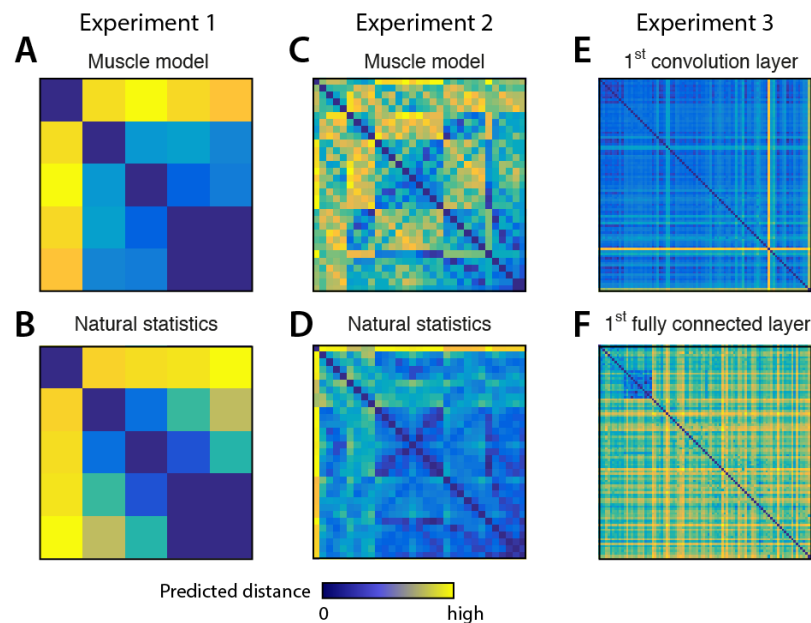 Experiment 1
Experiment 2
Experiment 3
A
Muscle model
C
Muscle model
E
1st convolution layer
B
Natural statistics
D
Natural statistics
F
1st fully connected layer
Predicted distance
0
high